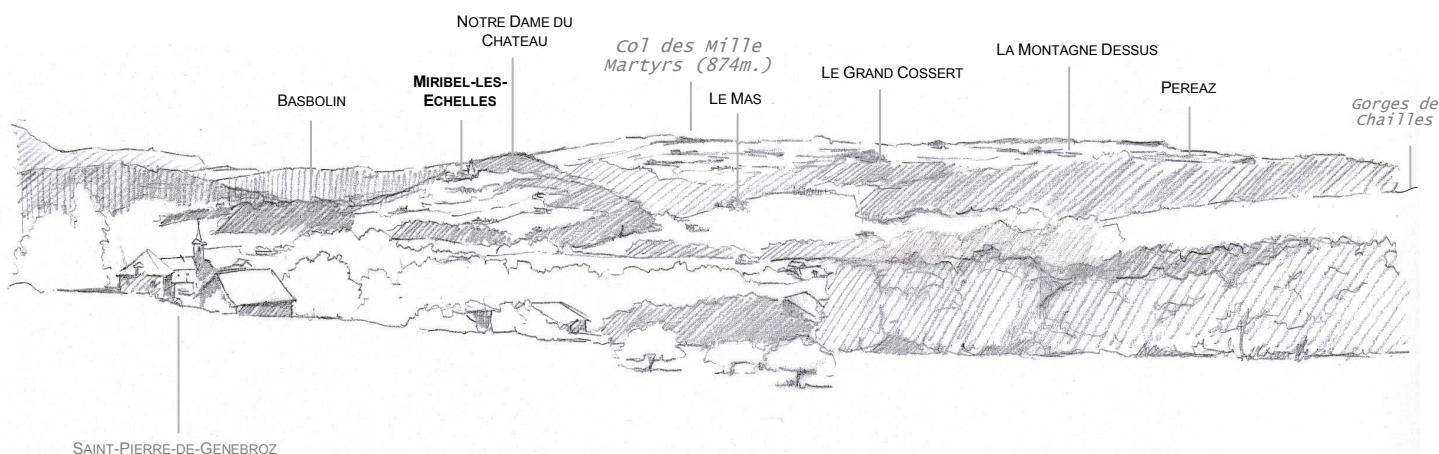 NOTRE DAME DU
CHATEAU
Col des Mille
Martyrs (874m.)
LA MONTAGNE DESSUS
MIRIBEL-LES-
ECHELLES
LE GRAND COSSERT
BASBOLIN
LE MAS
PEREAZ
Gorges de
Chailles
SAINT-PIERRE-DE-GENEBROZ